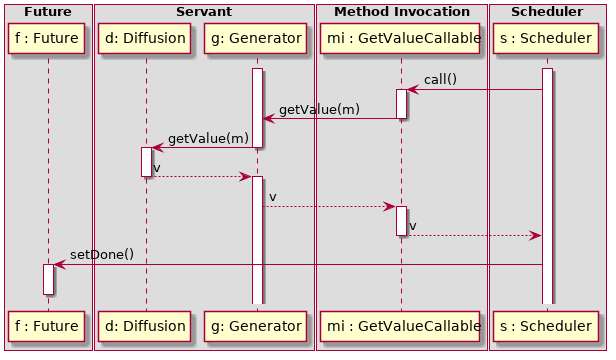 Future
Servant
Method Invocation
Scheduler
f : Future
d: Diffusion
g: Generator
mi : GetValueCallable
s : Scheduler
call()
getValue(m)
getValue(m)
v
v
v
setDone()
f : Future
d: Diffusion
g: Generator
mi : GetValueCallable
s : Scheduler